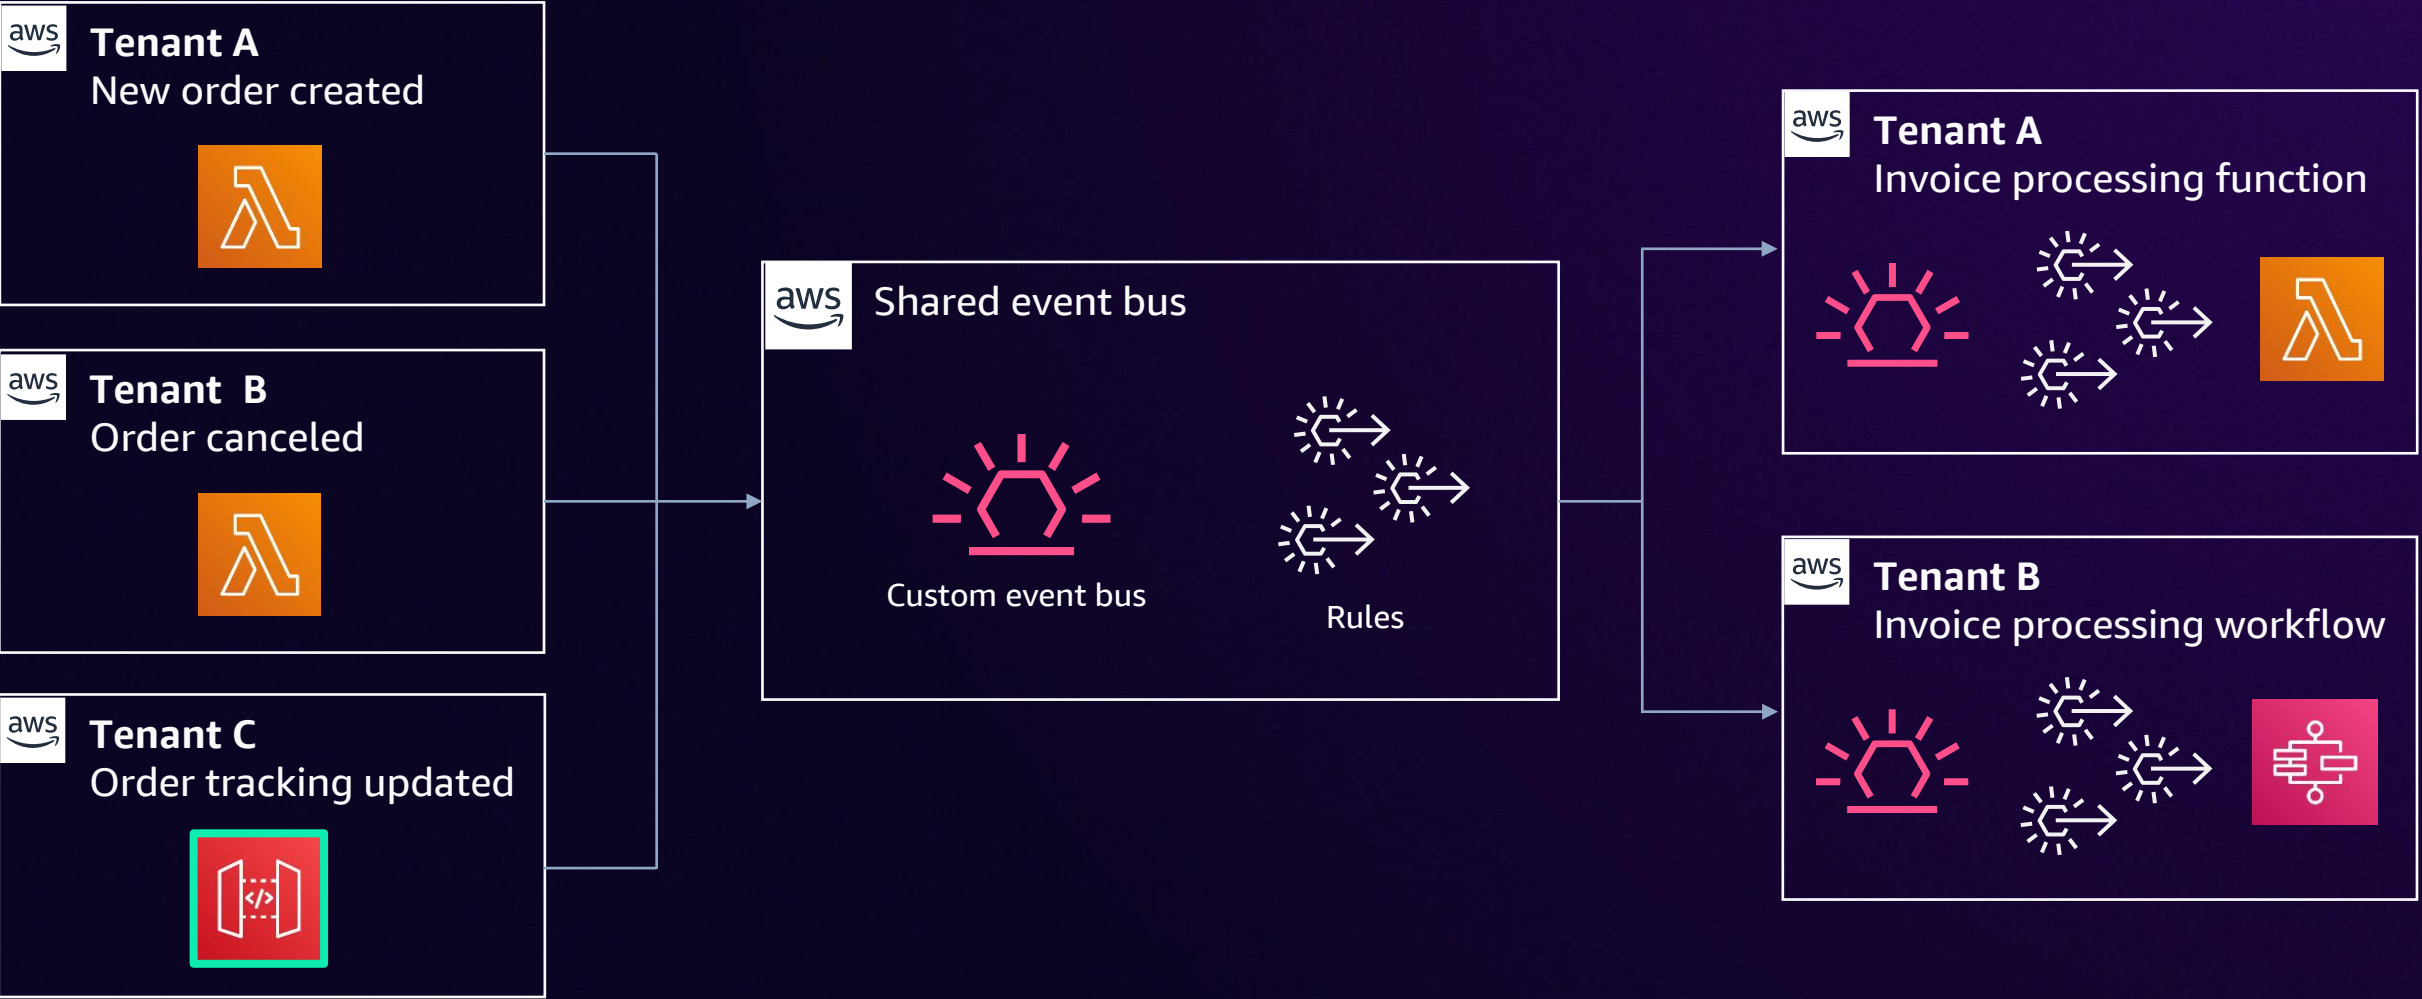 aws
Tenant A
New order created
aws
Tenant B
Order canceled
aws
Tenant C
Order tracking updated
</>
aws
Shared event bus
Custom event bus
Rules
aws
Tenant A
Invoice processing function
aws
Tenant B
Invoice processing workflow